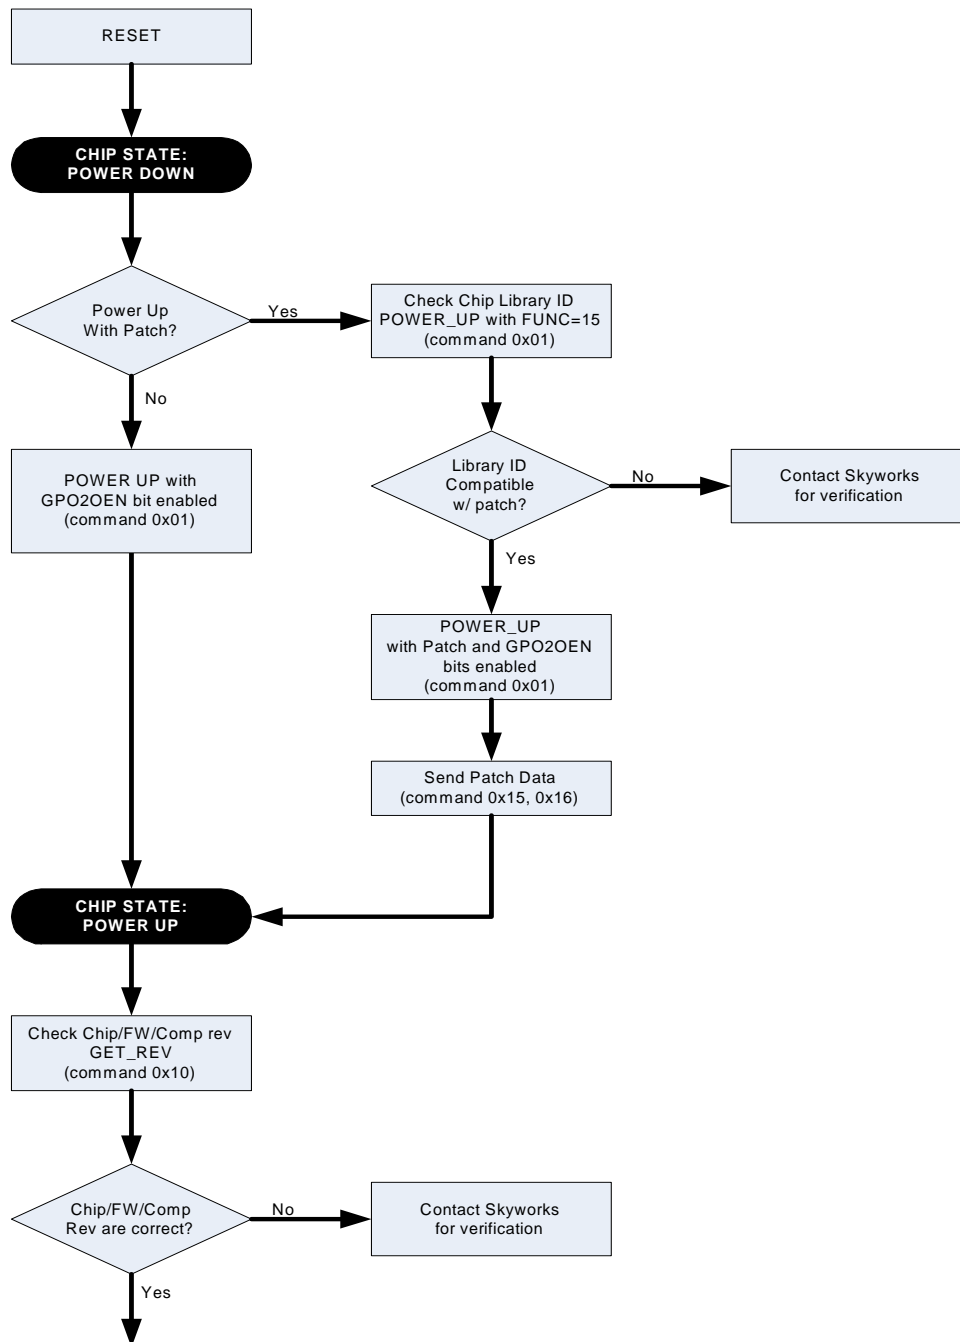 RESET
CHIP STATE:
POWER DOWN
Power Up
With Patch?
Yes
Check Chip Library ID
POWER_UP with FUNC=15
(command 0x01)
No
POWER UP with
GPO2OEN bit enabled
(command 0x01)
Library ID
Compatible
w/ patch?
No
Contact Skyworks
for verification
Yes
POWER_UP
with Patch and GPO2OEN
bits enabled
(command 0x01)
Send Patch Data
(command 0x15, 0x16)
CHIP STATE:
POWER UP
Check Chip/FW/Comp rev
GET_REV
(command 0x10)
Chip/FW/Comp
Rev are correct?
No
Contact Skyworks
for verification
Yes